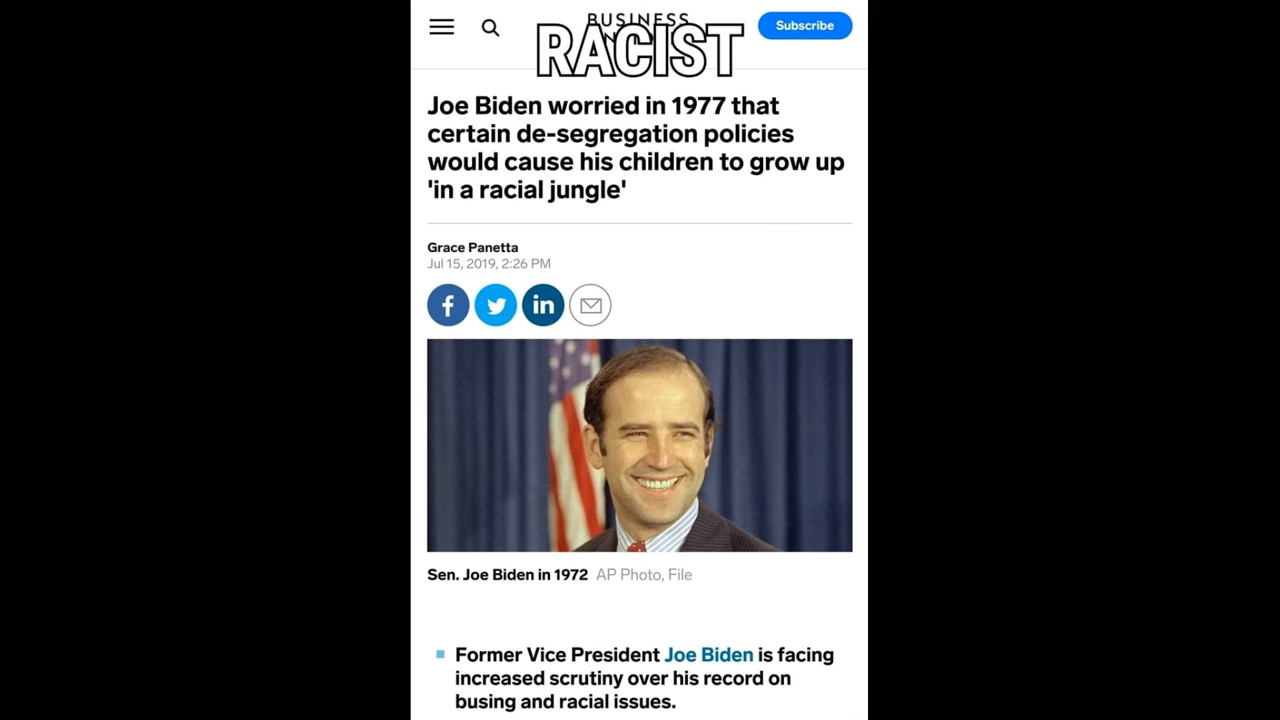 BUSINESS
RACIST
Subscribe
Joe Biden worried in 1977 that
certain de-segregation policies
would cause his children to grow up
'in a racial jungle'
Grace Panetta
Jul 15, 2019, 2:26 PM
f in
Sen. Joe Biden in 1972 AP Photo, File
Former Vice President Joe Biden is facing
increased scrutiny over his record on
busing and racial issues.